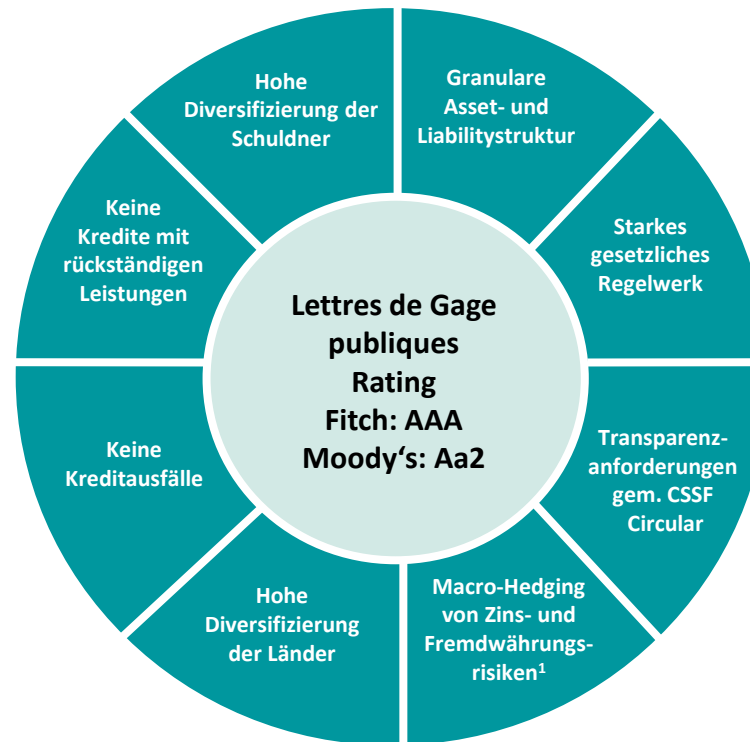 Hohe
Diversifizierung der
Schuldner
Granulare
Asset- und
Liabilitystruktur
Starkes
gesetzliches
Regelwerk
Transparenz-
anforderungen
gem. CSSF
Circular
Macro-Hedging
von Zins- und
Fremdwährungs-
risiken¹
Hohe
Diversifizierung
der Länder
Keine
Kreditausfälle
Keine
Kredite mit
rückständigen
Leistungen
Lettres de Gage
publiques
Rating
Fitch: AAA
Moody‘s: Aa2